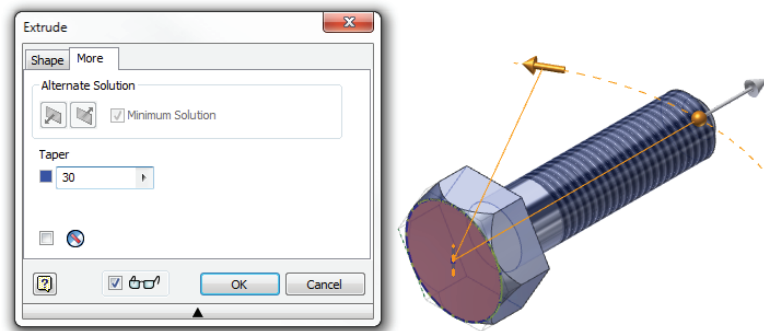 Extrude
Shape More
Alternate Solution
Minimum Solution
Taper
30
?
OK Cancel